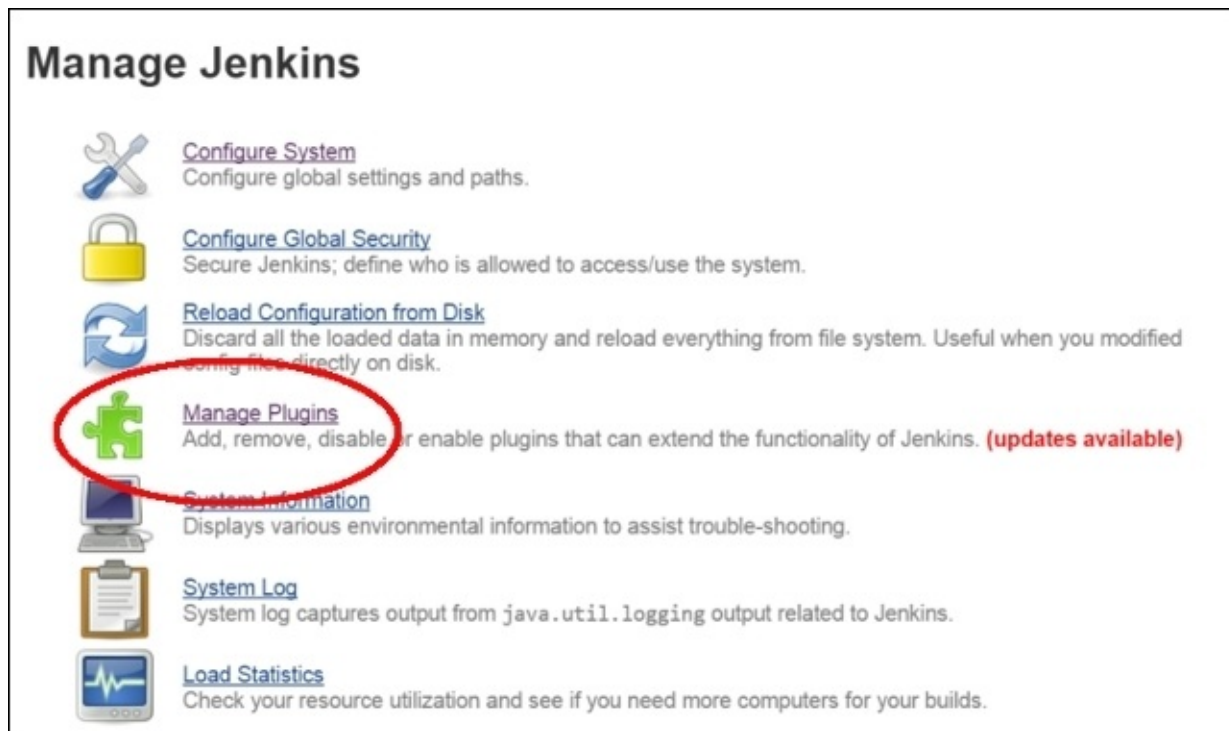 Manage Jenkins
Configure System
Configure global settings and paths.
Configure Global Security
Secure Jenkins; define who is allowed to access/use the system.
Reload Configuration from Disk
Discard all the loaded data in memory and reload everything from file system. Useful when you modified
config files directly on disk.
Manage Plugins
Add, remove, disable or enable plugins that can extend the functionality of Jenkins. (updates available)
System Information
Displays various environmental information to assist trouble-shooting.
System Log
System log captures output from java.util.logging output related to Jenkins.
Load Statistics
Check your resource utilization and see if you need more computers for your builds.